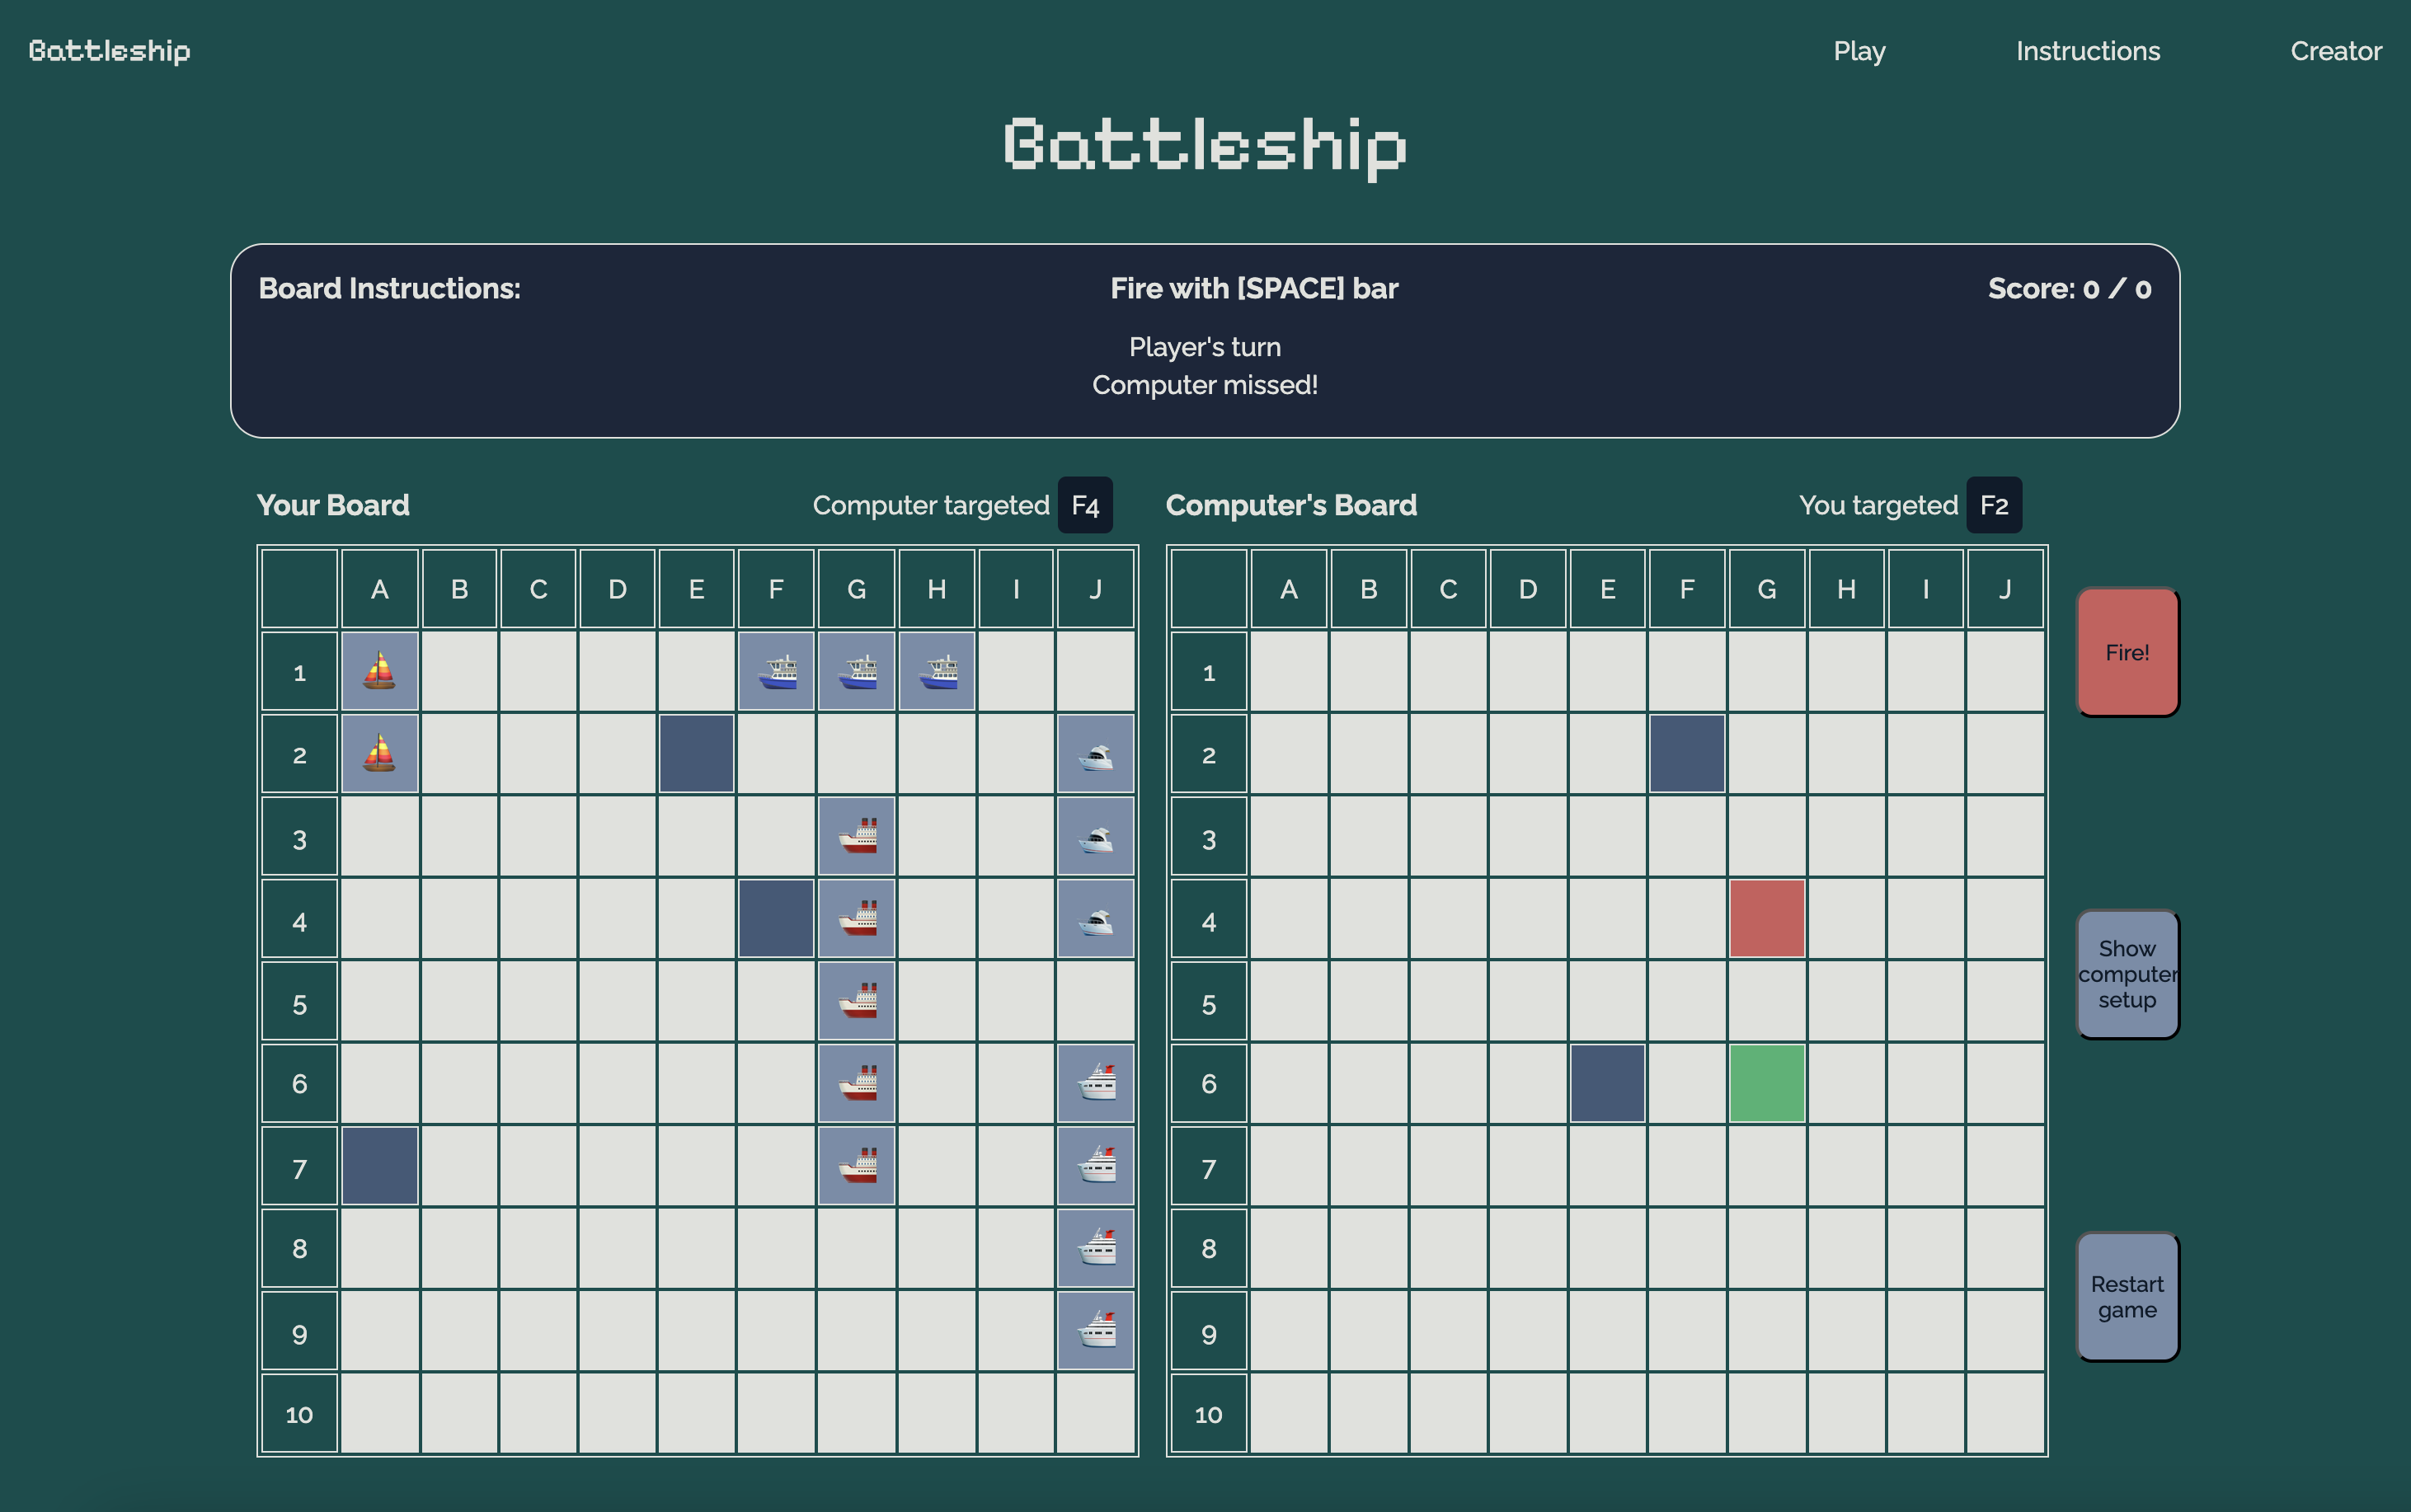 Battleship
Play Instructions Creator
Battleship
Board Instructions: Fire with [SPACE] bar Score: 0 / 0
Player's turn
Computer missed!
Your Board Computer targeted F4
A B C D E F G H I J
1
2
3
4
5
6
7
8
9
10
Computer's Board You targeted F2
A B C D E F G H I J
1
2
3
4
5
6
7
8
9
10
Fire!
Show
computer
setup
Restart
game